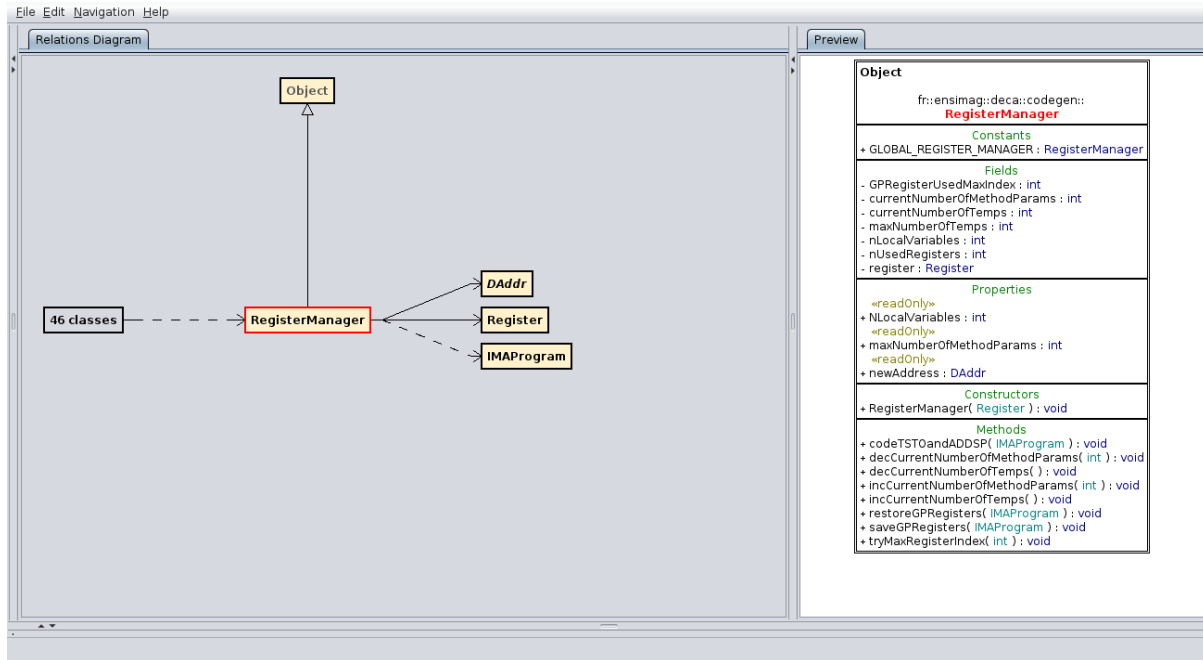 File Edit Navigation Help
Relations Diagram
Object
46 classes
RegisterManager
DAddr
Register
IMAProgram
Preview
Object
fr::ensimag::deca::codegen::
RegisterManager
Constants
+ GLOBAL_REGISTER_MANAGER : RegisterManager
Fields
- GPRegisterUsedMaxIndex : int
- currentNumberOfMethodParams : int
- currentNumberOfTemps : int
- maxNumberOfTemps : int
- nLocalVariables : int
- nUsedRegisters : int
- register : Register
Properties
«readOnly»
+ NLocalVariables : int
«readOnly»
+ maxNumberOfMethodParams : int
«readOnly»
+ newAddress : DAddr
Constructors
+ RegisterManager( Register ) : void
Methods
+ codeTSTOandADDSP( IMAProgram ) : void
+ decCurrentNumberOfMethodParams( int ) : void
+ decCurrentNumberOfTemps( ) : void
+ incCurrentNumberOfMethodParams( int ) : void
+ incCurrentNumberOfTemps( ) : void
+ restoreGPRegisters( IMAProgram ) : void
+ saveGPRegisters( IMAProgram ) : void
+ tryMaxRegisterIndex( int ) : void